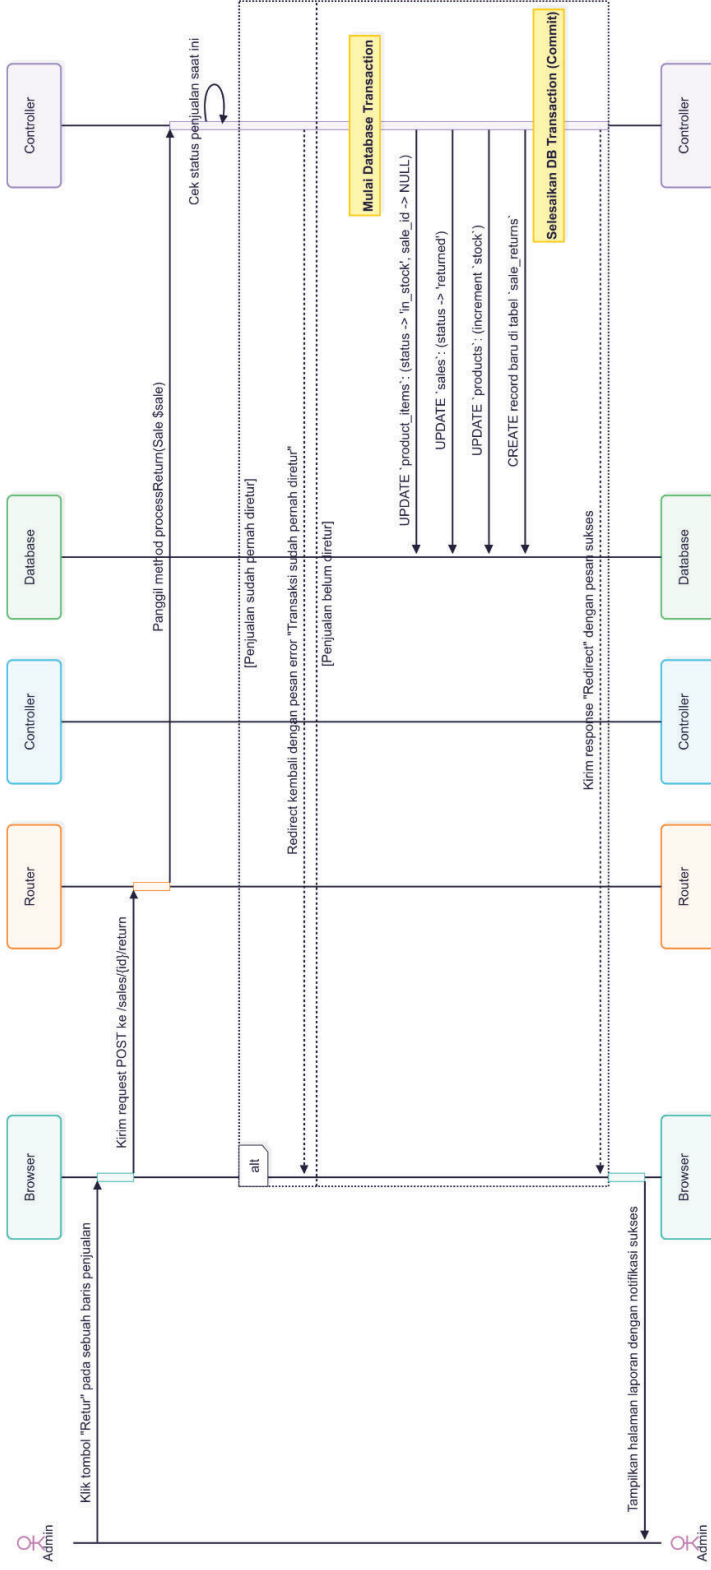 Admin
Browser
Router
Controller
Database
Controller
Klik tombol "Retur" pada sebuah baris penjualan
Kirim request POST ke /sales/{id}/return
Panggil method processReturn(Sale $sale)
Cek status penjualan saat ini
alt
[Penjualan sudah pernah diretur]
Redirect kembali dengan pesan error "Transaksi sudah pernah diretur"
[Penjualan belum diretur]
Mulai Database Transaction
UPDATE `product_items`: (status -> 'in_stock', sale_id -> NULL)
UPDATE `sales`: (status -> 'returned')
UPDATE `products`: (increment `stock`)
CREATE record baru di tabel `sale_returns`
Selesaikan DB Transaction (Commit)
Kirim response "Redirect" dengan pesan sukses
Tampilkan halaman laporan dengan notifikasi sukses
Admin
Browser
Router
Controller
Database
Controller